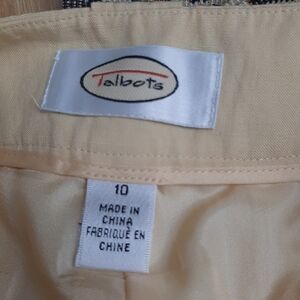 Talbots
10
MADE IN
CHINA
FABRIQUÉ EN
CHINE